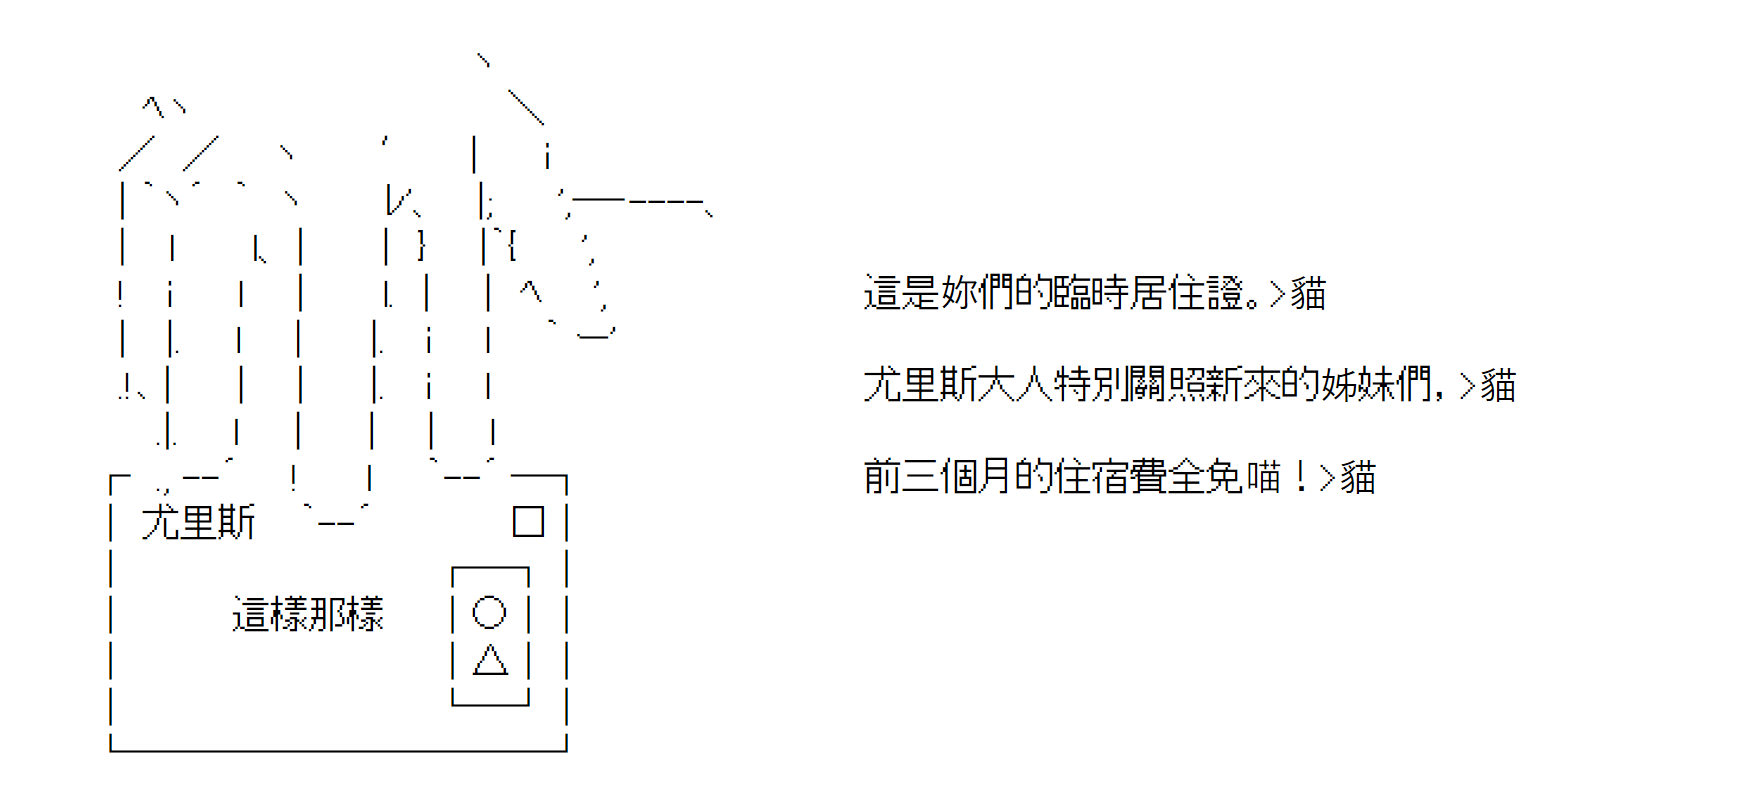 這是妳們的臨時居住證。>貓
尤里斯大人特別關照新來的姊妹們，>貓
前三個月的住宿費全免喵！>貓
尤里斯
這樣那樣